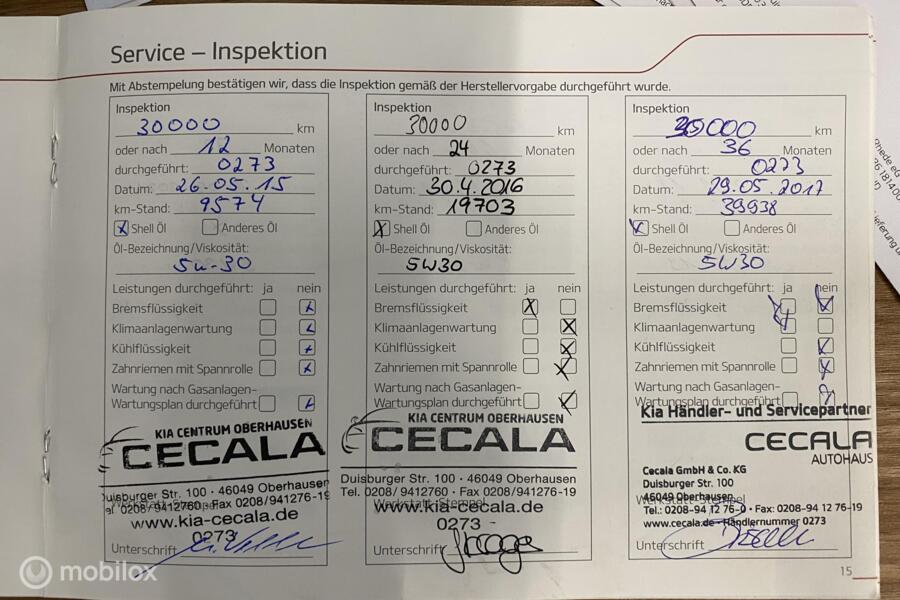 Service – Inspektion
Mit Abstempelung bestätigen wir, dass die Inspektion gemäß der Herstellervorgabe durchgeführt wurde.
Inspektion
30000 km
oder nach 12 Monaten
durchgeführt: 0273
Datum: 26.05.15
km-Stand: 9574
Shell Öl Anderes Öl
Öl-Bezeichnung/Viskosität:
5w-30
Leistungen durchgeführt: ja nein
Bremsflüssigkeit
Klimaanlagenwartung
Kühlflüssigkeit
Zahnriemen mit Spannrolle
Wartung nach Gasanlagen-
Wartungsplan durchgeführt
KIA CENTRUM OBERHAUSEN
CECALA
Duisburger Str. 100 · 46049 Oberhausen
0208/9412760 · Fax 0208/941276-19
www.kia-cecala.de
0273
Unterschrift
Inspektion
30000 km
oder nach 24 Monaten
durchgeführt: 0273
Datum: 30.4.2016
km-Stand: 19703
Shell Öl Anderes Öl
Öl-Bezeichnung/Viskosität:
5W30
Leistungen durchgeführt: ja nein
Bremsflüssigkeit
Klimaanlagenwartung
Kühlflüssigkeit
Zahnriemen mit Spannrolle
Wartung nach Gasanlagen-
Wartungsplan durchgeführt
KIA CENTRUM OBERHAUSEN
CECALA
Duisburger Str. 100 · 46049 Oberhausen
Tel. 0208/9412760 · Fax 0208/941276-19
Werkstatt-Stempel
www.kia-cecala.de
0273 -
Unterschrift
Inspektion
km
oder nach 36 Monaten
durchgeführt: 0273
Datum: 29.05.2017
km-Stand: 39938
Shell Öl Anderes Öl
Öl-Bezeichnung/Viskosität:
5W30
Leistungen durchgeführt: ja nein
Bremsflüssigkeit
Klimaanlagenwartung
Kühlflüssigkeit
Zahnriemen mit Spannrolle
Wartung nach Gasanlagen-
Wartungsplan durchgeführt
Kia Händler- und Servicepartner
CECALA
AUTOHAUS
Cecala GmbH & Co. KG
Duisburger Str. 100
46049 Oberhausen
Tel.: 0208-94 12 76-0 · Fax: 0208-94 12 76-19
www.cecala.de - Händlernummer 0273
Unterschrift
15
mobilox